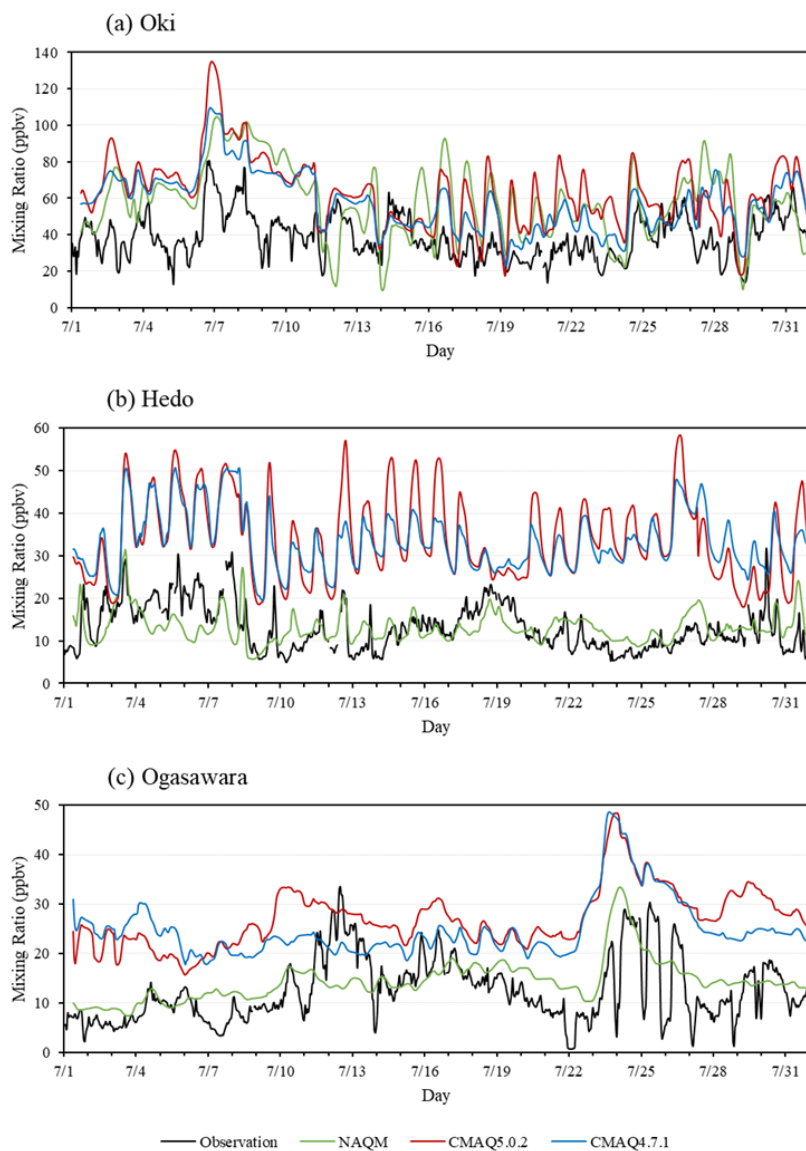 (a) Oki
Mixing Ratio (ppbv)
140
120
100
80
60
40
20
0
7/1 7/4 7/7 7/10 7/13 7/16 7/19 7/22 7/25 7/28 7/31
Day
(b) Hedo
Mixing Ratio (ppbv)
60
50
40
30
20
10
0
7/1 7/4 7/7 7/10 7/13 7/16 7/19 7/22 7/25 7/28 7/31
Day
(c) Ogasawara
Mixing Ratio (ppbv)
50
40
30
20
10
0
7/1 7/4 7/7 7/10 7/13 7/16 7/19 7/22 7/25 7/28 7/31
Day
Observation NAQM CMAQ5.0.2 CMAQ4.7.1